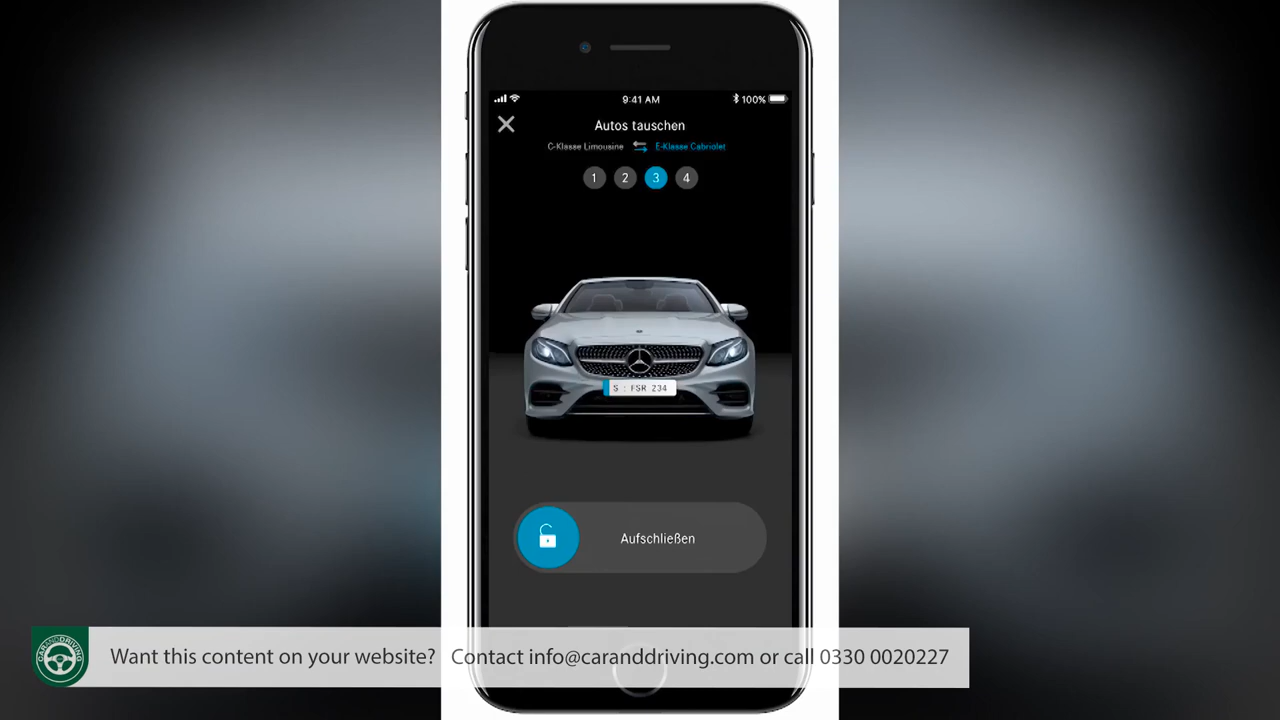 9:41 AM
100%
Autos tauschen
C-Klasse Limousine
E-Klasse Cabriolet
1 2 3 4
S : FSR 234
Aufschließen
CARANDDRIVING
Want this content on your website? Contact info@caranddriving.com or call 0330 0020227